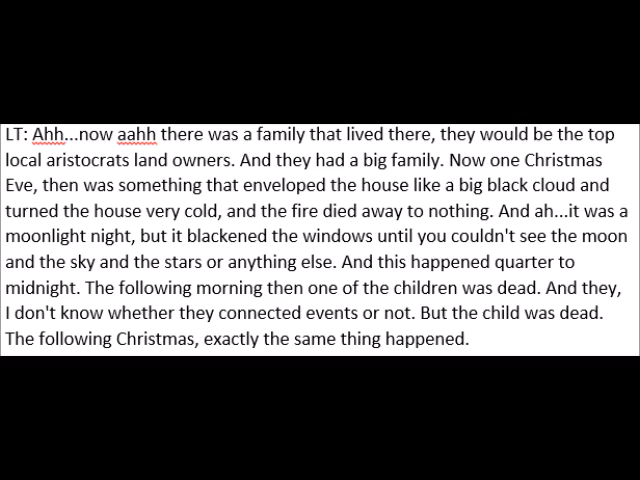 LT: Ahh...now aahh there was a family that lived there, they would be the top
local aristocrats land owners. And they had a big family. Now one Christmas
Eve, then was something that enveloped the house like a big black cloud and
turned the house very cold, and the fire died away to nothing. And ah...it was a
moonlight night, but it blackened the windows until you couldn't see the moon
and the sky and the stars or anything else. And this happened quarter to
midnight. The following morning then one of the children was dead. And they,
I don't know whether they connected events or not. But the child was dead.
The following Christmas, exactly the same thing happened.